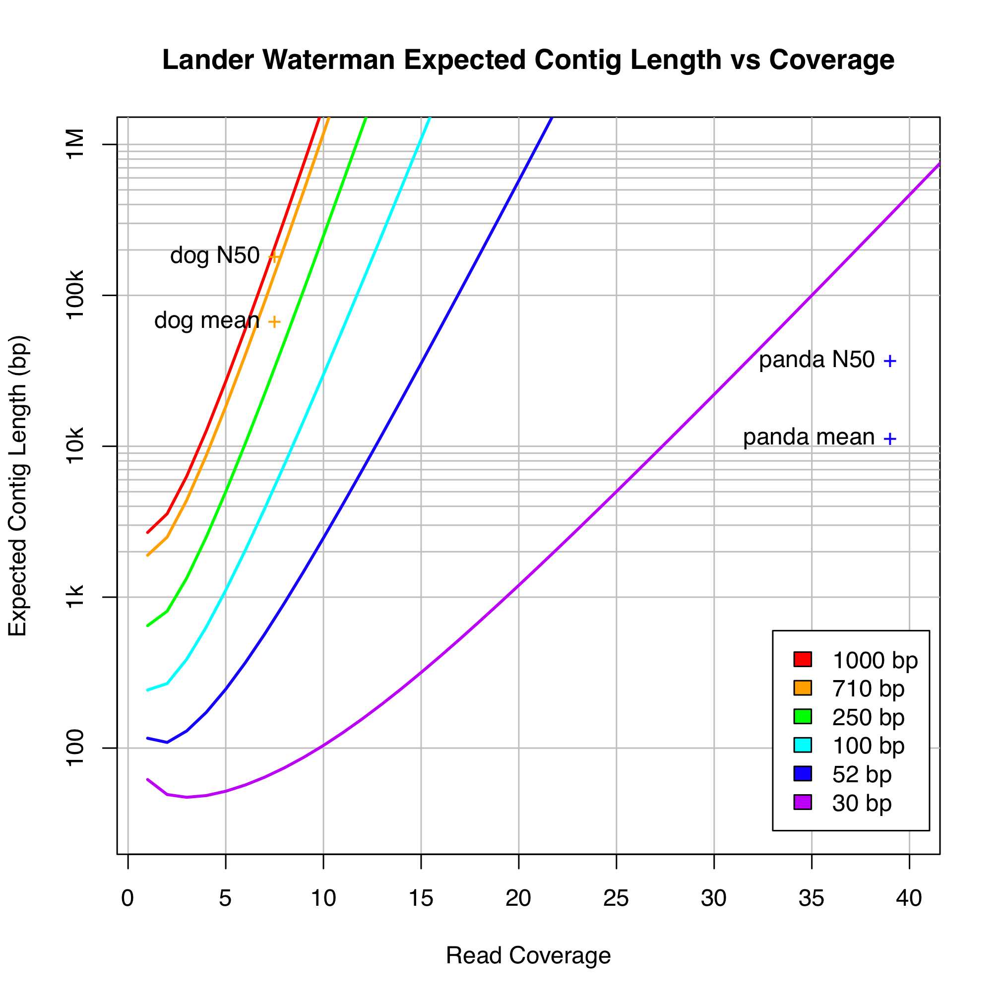 Lander Waterman Expected Contig Length vs Coverage
Expected Contig Length (bp)
1M
100k
10k
1k
100
dog N50
dog mean
panda N50
panda mean
1000 bp
710 bp
250 bp
100 bp
52 bp
30 bp
0 5 10 15 20 25 30 35 40
Read Coverage